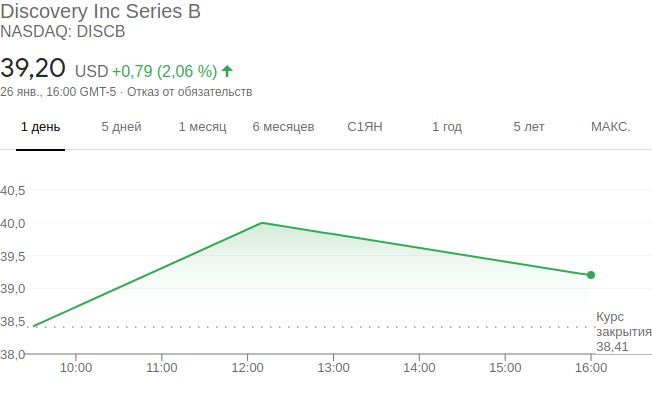 Discovery Inc Series B
NASDAQ: DISCB
39,20 USD +0,79 (2,06 %)
26 янв., 16:00 GMT-5 · Отказ от обязательств
1 день 5 дней 1 месяц 6 месяцев С1ЯН 1 год 5 лет МАКС.
40,5
40,0
39,5
39,0
38,5
38,0
Курс
закрытия
38,41
10:00 11:00 12:00 13:00 14:00 15:00 16:00